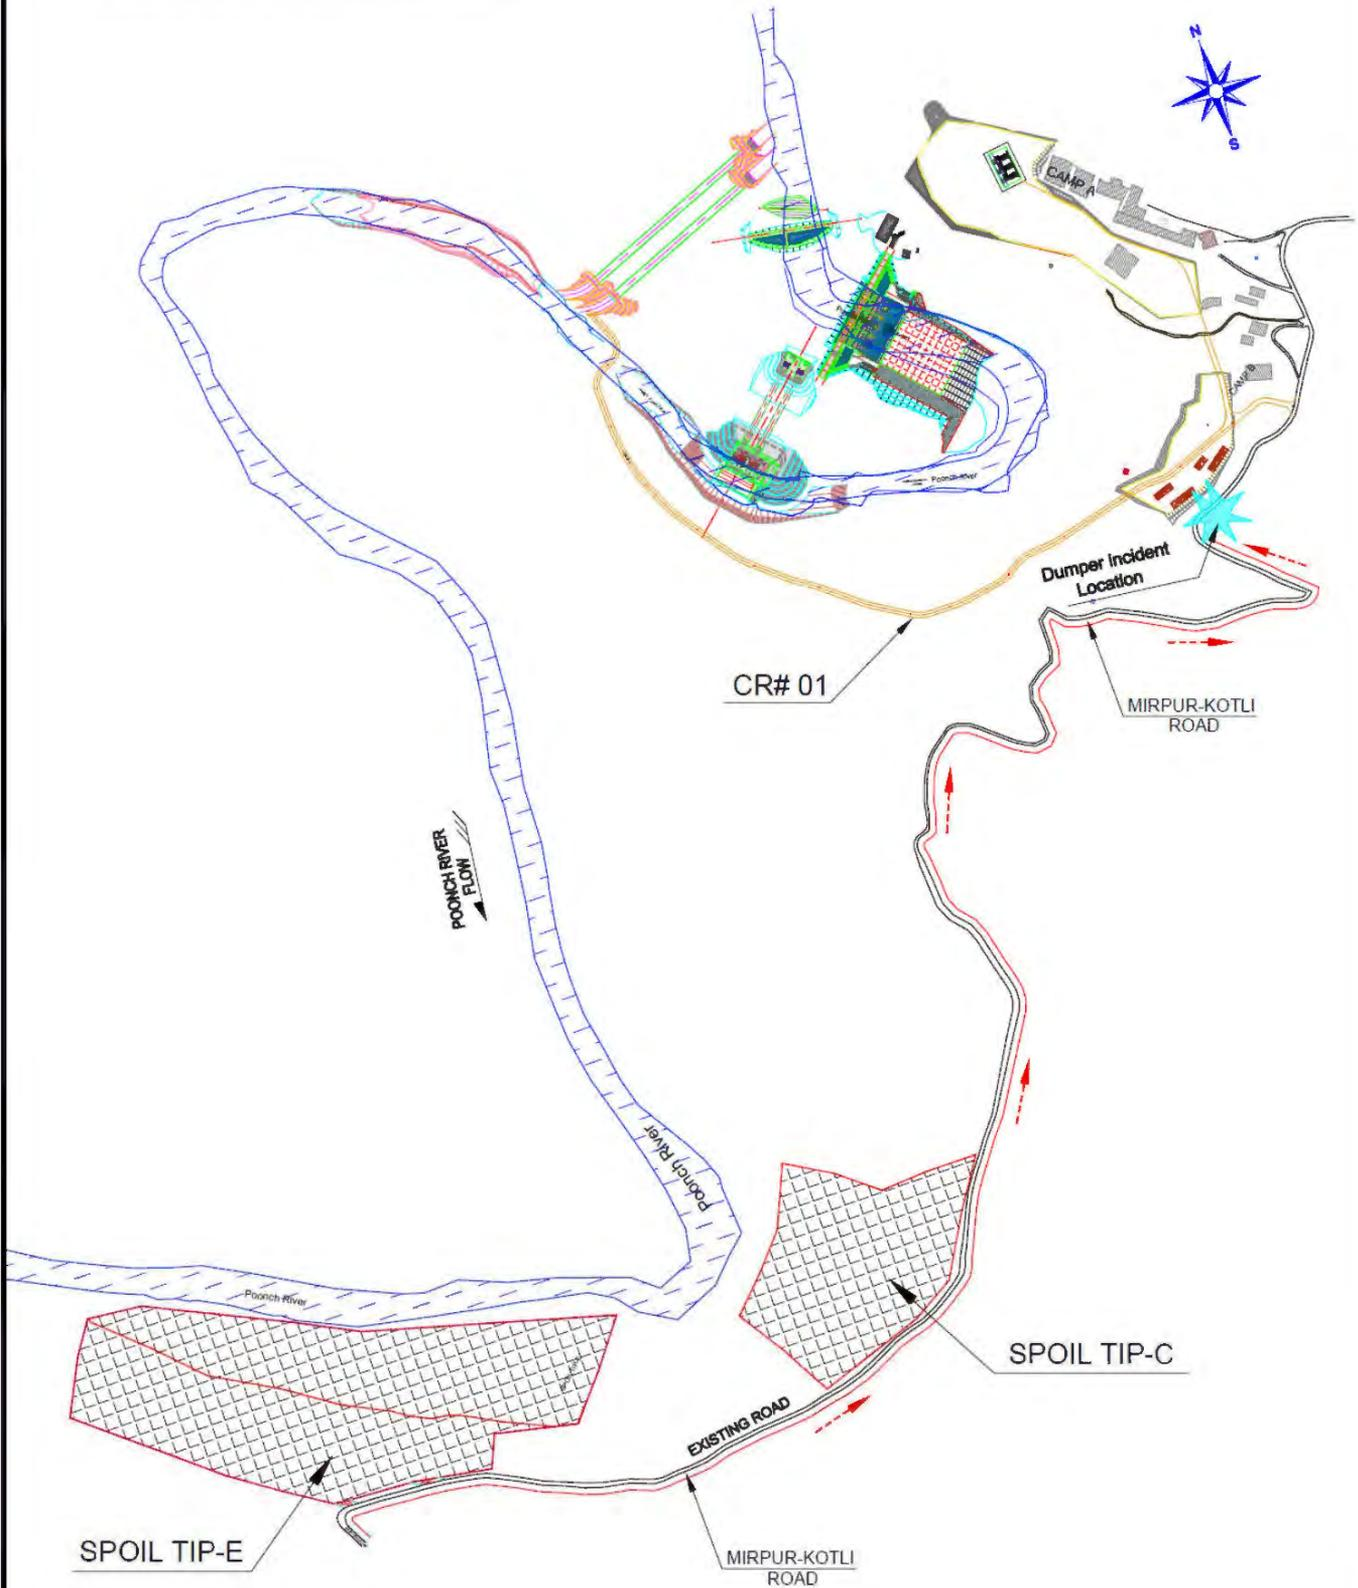 N
S
CAMP A
CAMP B
Poonch River
Dumper Incident
Location
CR# 01
MIRPUR-KOTLI
ROAD
POONCH RIVER
FLOW
Poonch River
Poonch River
SPOIL TIP-C
EXISTING ROAD
SPOIL TIP-E
MIRPUR-KOTLI
ROAD